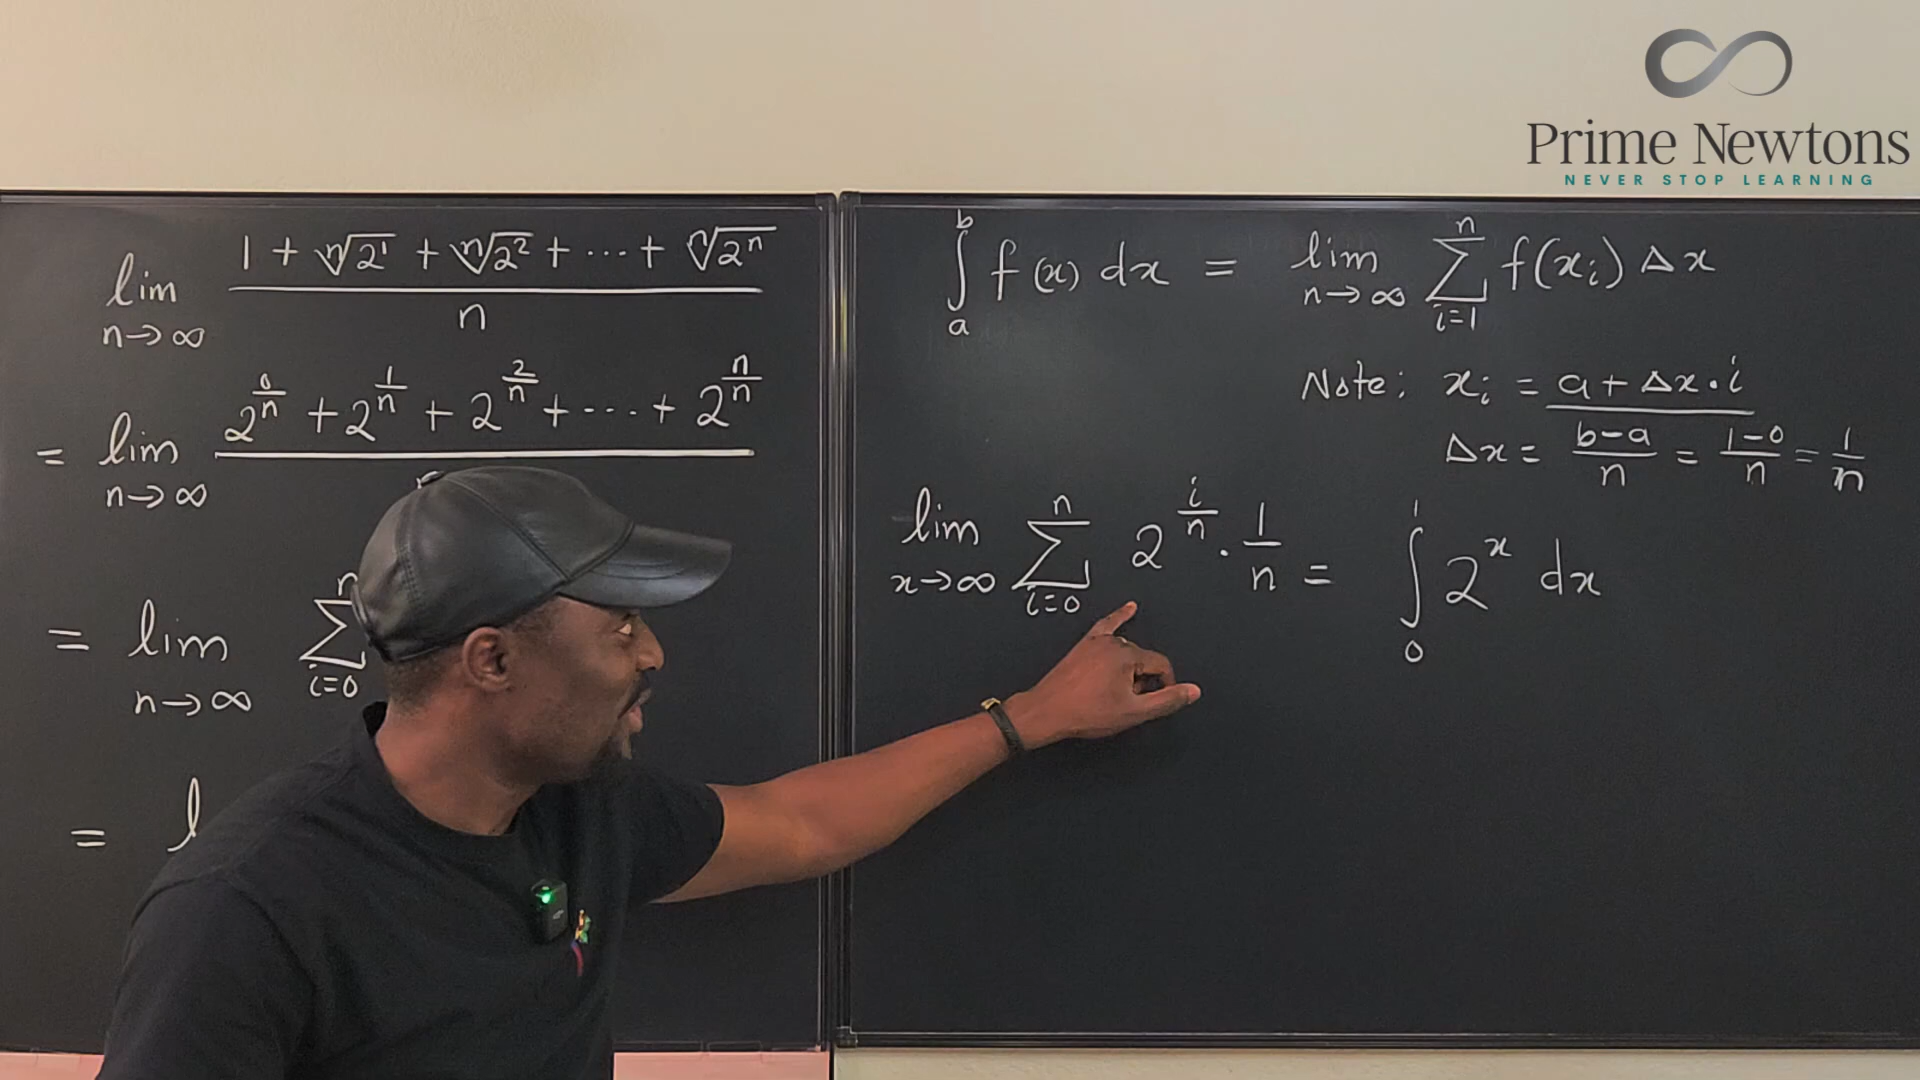 Prime Newtons
NEVER STOP LEARNING
lim n→∞ (1 + ⁿ√2¹ + ⁿ√2² + ⋯ + ⁿ√2ⁿ) / n
= lim n→∞ (2^(0/n) + 2^(1/n) + 2^(2/n) + ⋯ + 2^(n/n)) /
= lim n→∞ ∑ i=0 n
= l
∫ₐᵇ f(x) dx = lim n→∞ ∑ i=1 n f(xᵢ) Δx
Note: xᵢ = a + Δx · i
Δx = (b−a)/n = (1−0)/n = 1/n
lim x→∞ ∑ i=0 n 2^(i/n) · 1/n = ∫₀¹ 2ˣ dx